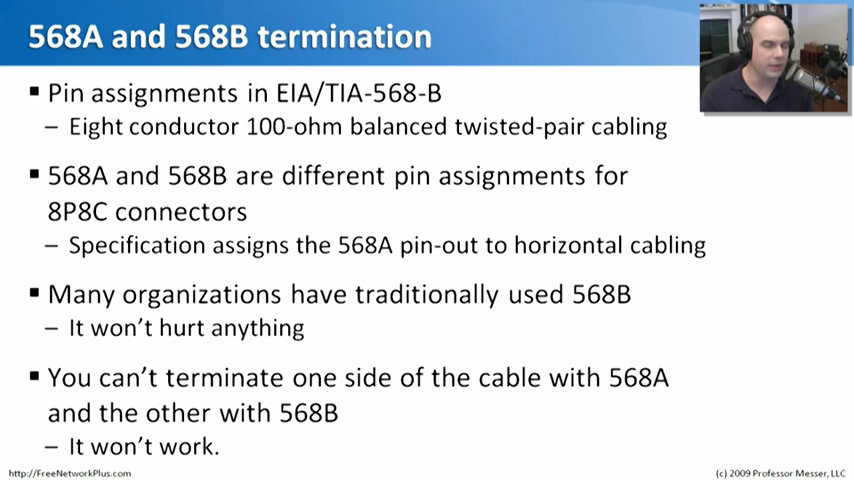 568A and 568B termination
▪ Pin assignments in EIA/TIA-568-B
– Eight conductor 100-ohm balanced twisted-pair cabling
▪ 568A and 568B are different pin assignments for
8P8C connectors
– Specification assigns the 568A pin-out to horizontal cabling
▪ Many organizations have traditionally used 568B
– It won't hurt anything
▪ You can't terminate one side of the cable with 568A
and the other with 568B
– It won't work.
http://FreeNetworkPlus.com
(c) 2009 Professor Messer, LLC